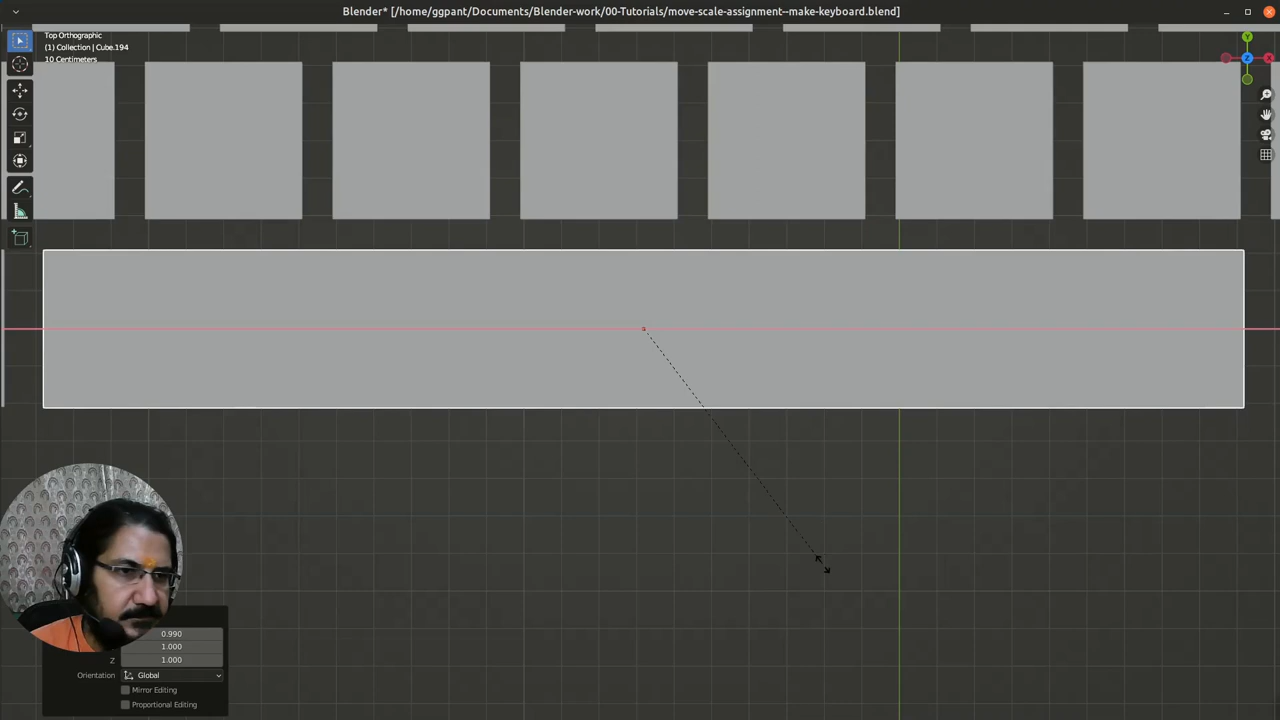 Blender* [/home/ggpant/Documents/Blender-work/00-Tutorials/move-scale-assignment--make-keyboard.blend]
Top Orthographic
(1) Collection | Cube.194
10 Centimeters
Y
Z
X
0.990
1.000
Z 1.000
Orientation Global
Mirror Editing
Proportional Editing